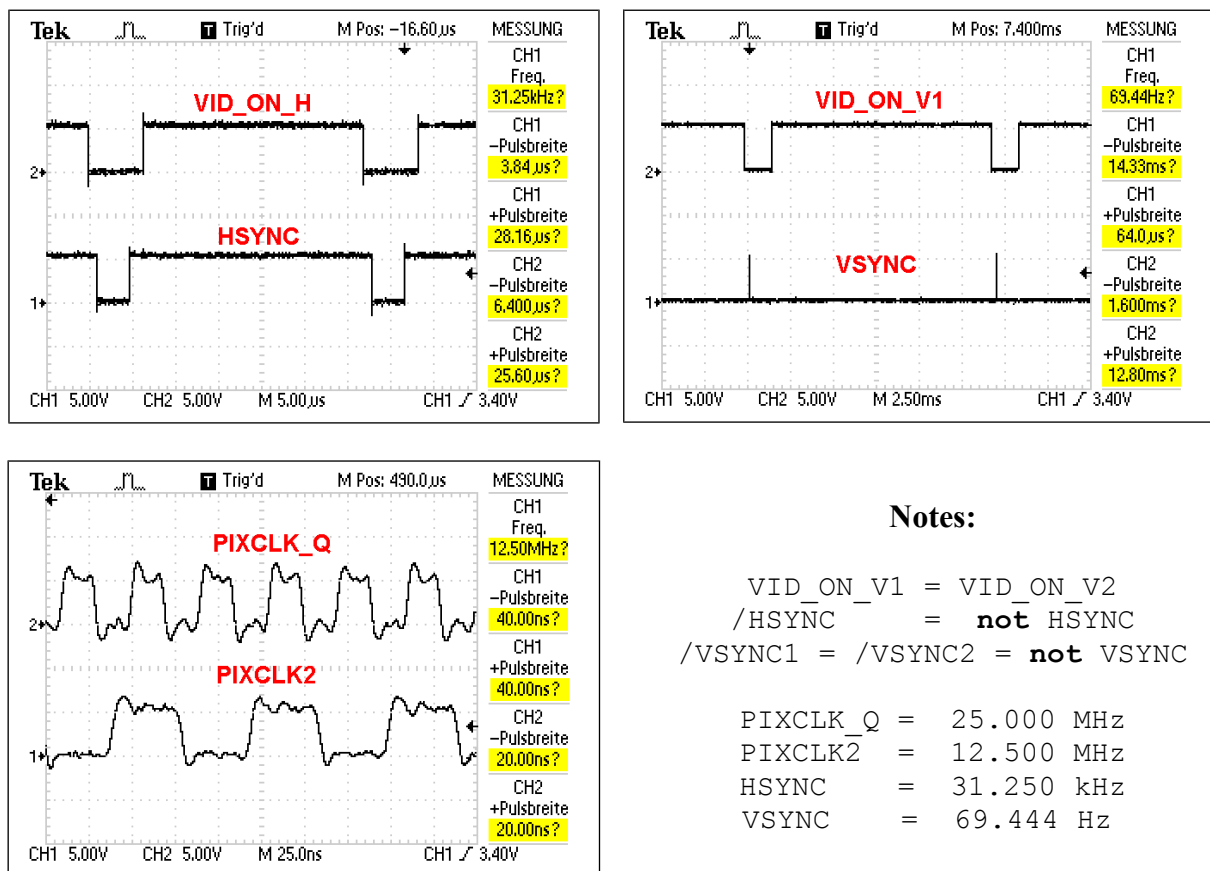 Tek Trig'd M Pos: −16.60µs MESSUNG
CH1
Freq.
31.25kHz?
CH1
−Pulsbreite
3.84µs?
CH1
+Pulsbreite
28.16µs?
CH2
−Pulsbreite
6.400µs?
CH2
+Pulsbreite
25.60µs?
VID_ON_H
2
HSYNC
1
CH1 5.00V CH2 5.00V M 5.00µs CH1 3.40V
Tek Trig'd M Pos: 7.400ms MESSUNG
CH1
Freq.
69.44Hz?
CH1
−Pulsbreite
14.33ms?
CH1
+Pulsbreite
64.0µs?
CH2
−Pulsbreite
1.600ms?
CH2
+Pulsbreite
12.80ms?
VID_ON_V1
2
VSYNC
1
CH1 5.00V CH2 5.00V M 2.50ms CH1 3.40V
Tek Trig'd M Pos: 490.0µs MESSUNG
CH1
Freq.
12.50MHz?
CH1
−Pulsbreite
40.00ns?
CH1
+Pulsbreite
40.00ns?
CH2
−Pulsbreite
20.00ns?
CH2
+Pulsbreite
20.00ns?
PIXCLK_Q
2
PIXCLK2
1
CH1 5.00V CH2 5.00V M 25.0ns CH1 3.40V
Notes:
VID_ON_V1 = VID_ON_V2
/HSYNC = not HSYNC
/VSYNC1 = /VSYNC2 = not VSYNC
PIXCLK_Q = 25.000 MHz
PIXCLK2 = 12.500 MHz
HSYNC = 31.250 kHz
VSYNC = 69.444 Hz